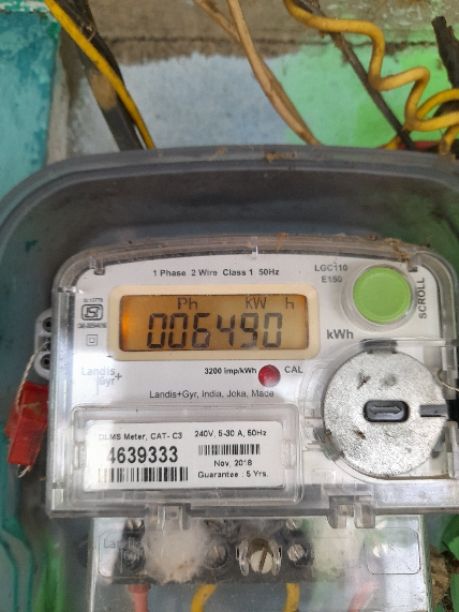 1 Phase 2 Wire Class 1 50Hz
LGC110
E150
SCROLL
Ph kW h
006490
kWh
Landis+
Gyr
3200 imp/kWh
CAL
Landis+Gyr, India, Joka, Made
DLMS Meter, CAT- C3
240V, 5-30 A, 50Hz
4639333
Nov, 2018
Guarantee : 5 Yrs.